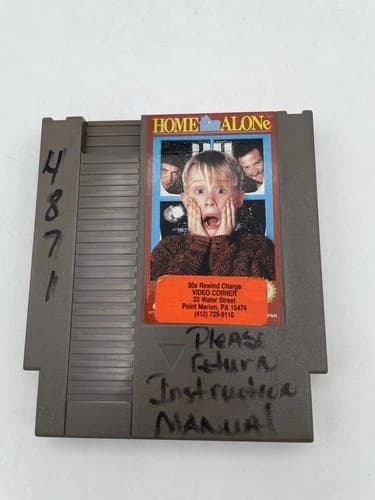 HOME ALONe
4
8
7
1
50¢ Rewind Charge
VIDEO CORNER
33 Water Street
Point Marion, PA 15474
(412) 725-9110
PLEASE
return
Instruction
MANUAL